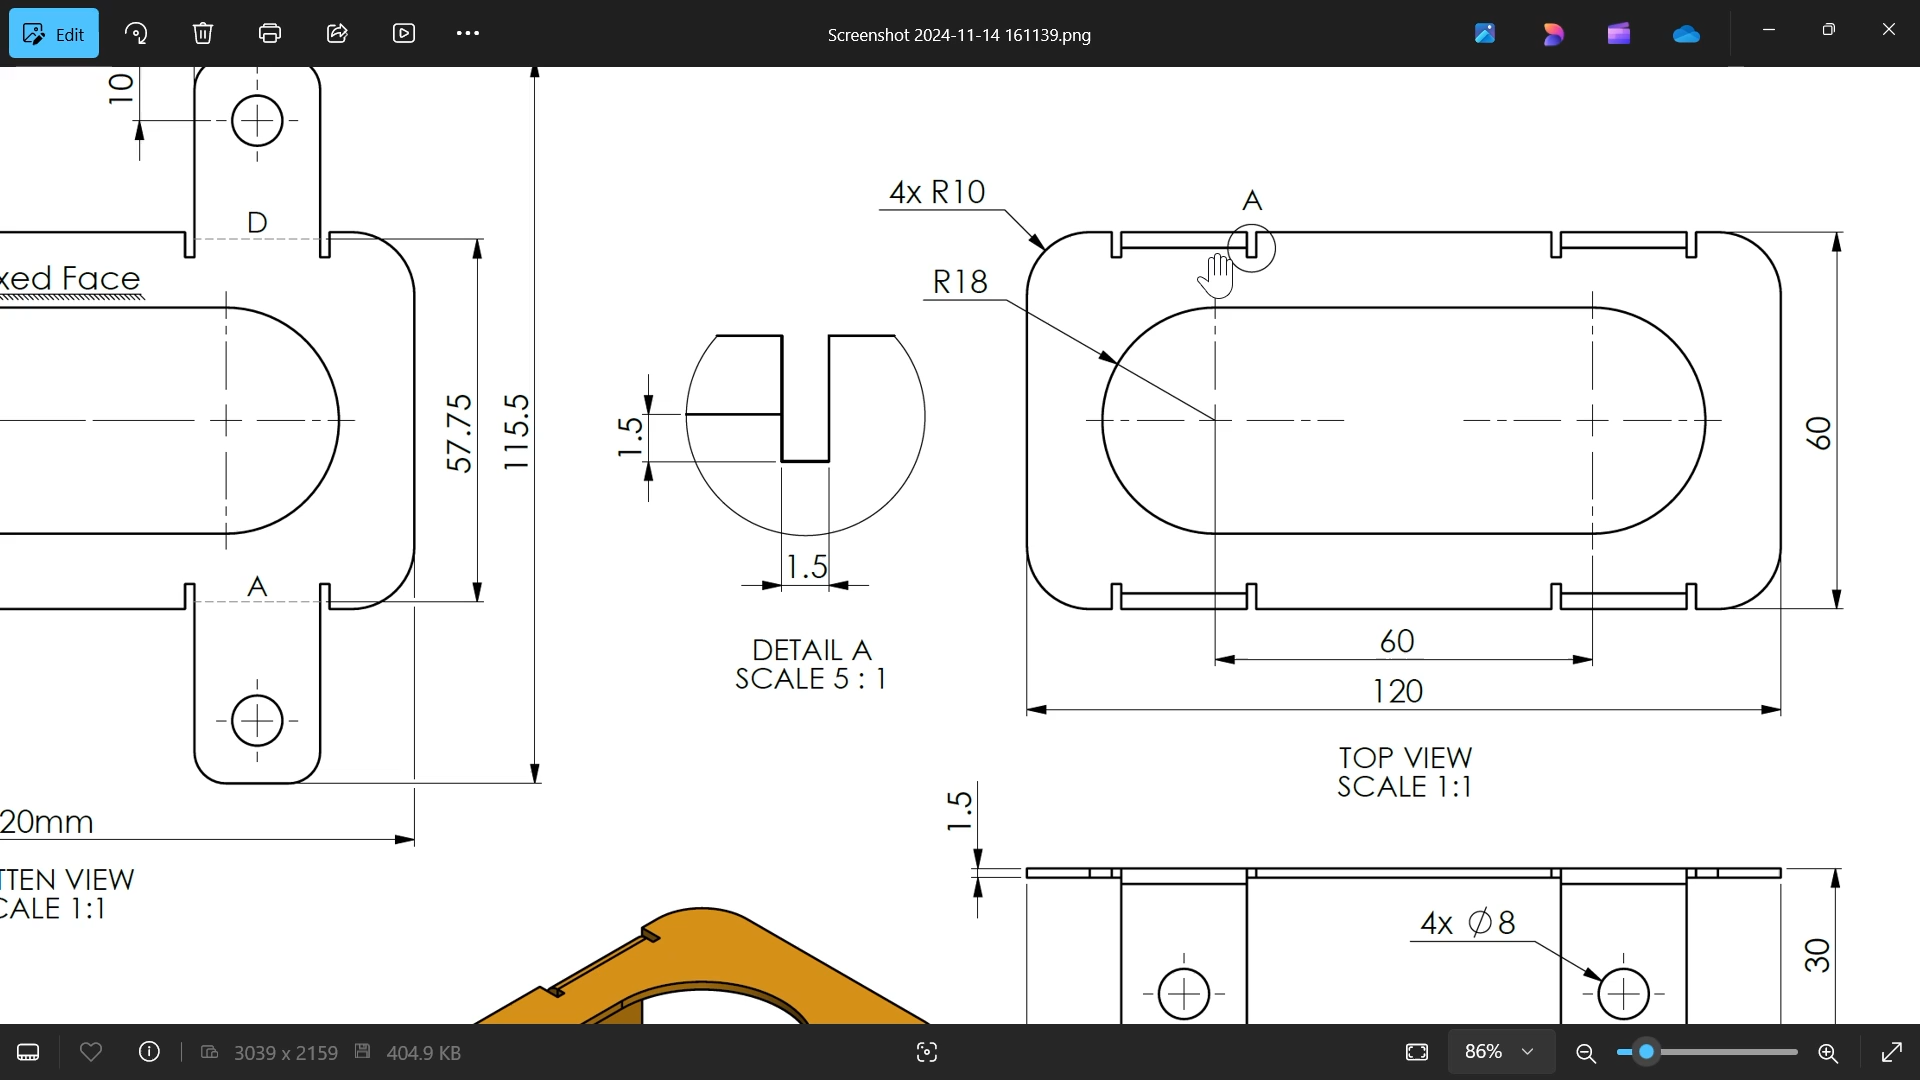 Edit
Screenshot 2024-11-14 161139.png
10
D
xed Face
4x R10
A
R18
57.75
115.5
1.5
1.5
60
A
DETAIL A
SCALE 5 : 1
60
120
TOP VIEW
SCALE 1:1
20mm
TTEN VIEW
CALE 1:1
1.5
4x ∅8
30
3039 x 2159
404.9 KB
86%